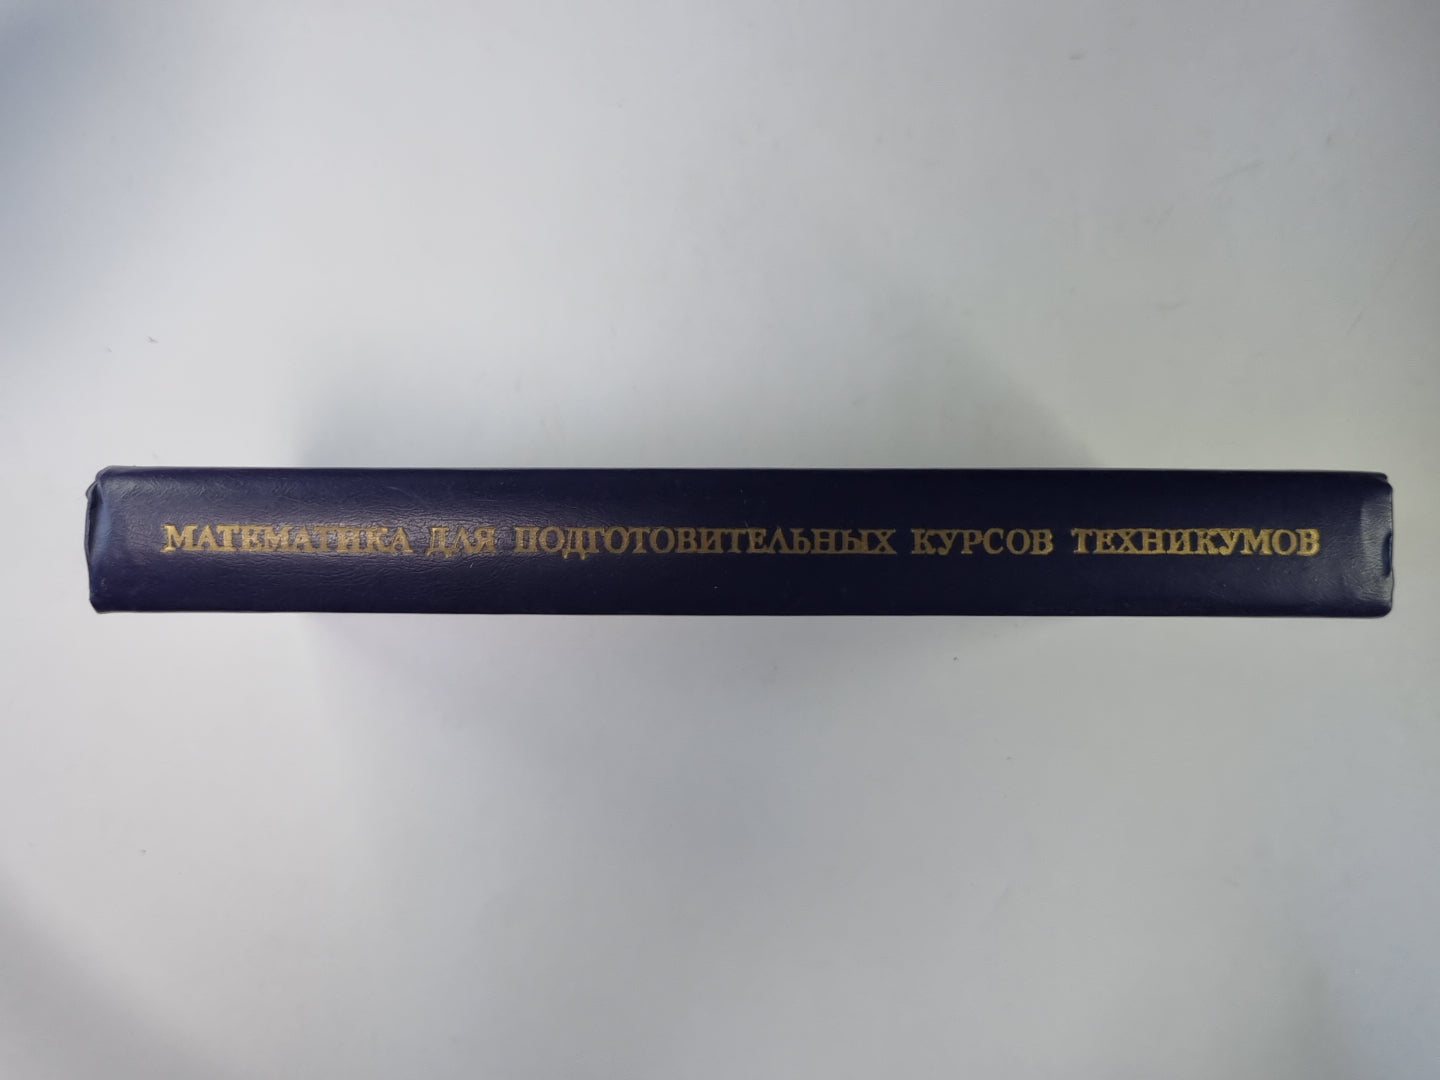 МАТЕМАТИКА ДЛЯ ПОДГОТОВИТЕЛЬНЫХ КУРСОВ ТЕХНИКУМОВ